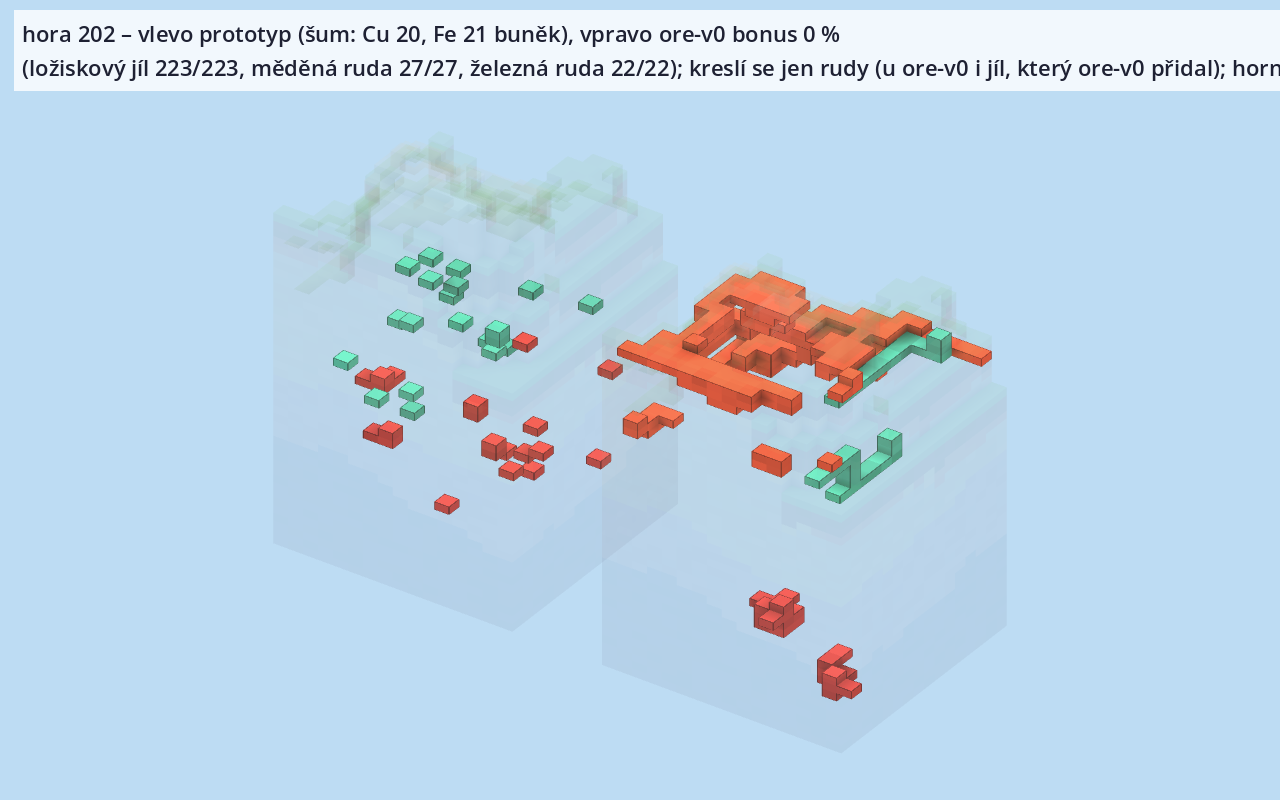 hora 202 – vlevo prototyp (šum: Cu 20, Fe 21 buněk), vpravo ore-v0 bonus 0 %
(ložiskový jíl 223/223, měděná ruda 27/27, železná ruda 22/22); kreslí se jen rudy (u ore-v0 i jíl, který ore-v0 přidal);